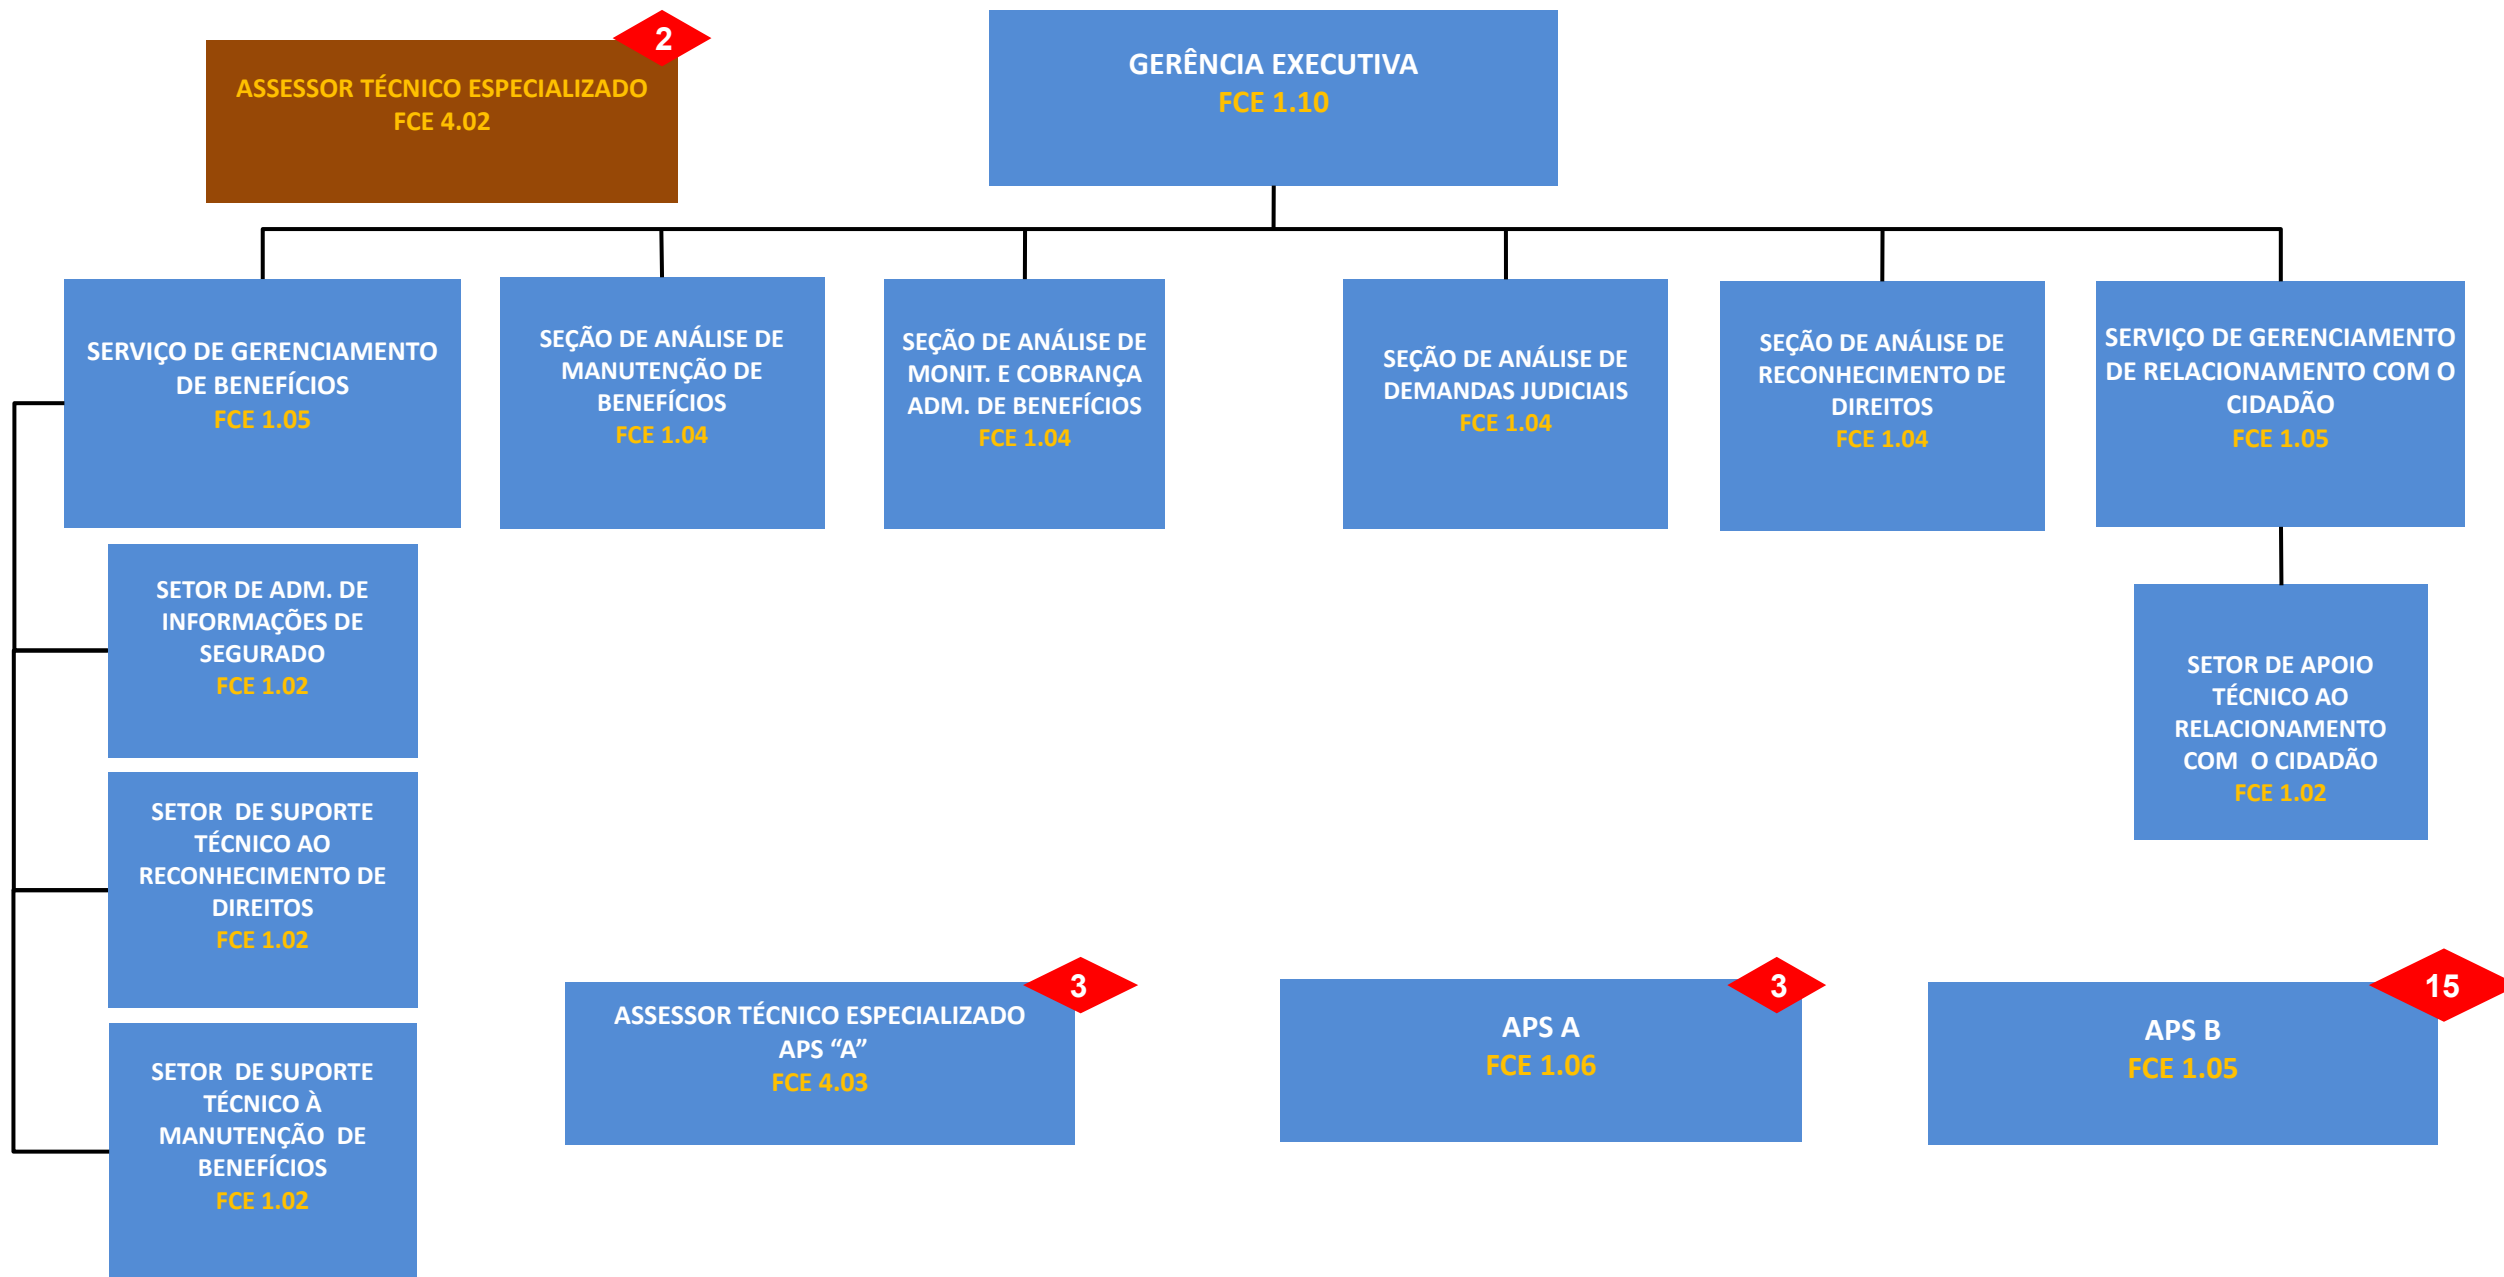 2
ASSESSOR TÉCNICO ESPECIALIZADO
FCE 4.02
GERÊNCIA EXECUTIVA
FCE 1.10
SERVIÇO DE GERENCIAMENTO
DE BENEFÍCIOS
FCE 1.05
SEÇÃO DE ANÁLISE DE
MANUTENÇÃO DE
BENEFÍCIOS
FCE 1.04
SEÇÃO DE ANÁLISE DE
MONIT. E COBRANÇA
ADM. DE BENEFÍCIOS
FCE 1.04
SEÇÃO DE ANÁLISE DE
DEMANDAS JUDICIAIS
FCE 1.04
SEÇÃO DE ANÁLISE DE
RECONHECIMENTO DE
DIREITOS
FCE 1.04
SERVIÇO DE GERENCIAMENTO
DE RELACIONAMENTO COM O
CIDADÃO
FCE 1.05
SETOR DE ADM. DE
INFORMAÇÕES DE
SEGURADO
FCE 1.02
SETOR DE APOIO
TÉCNICO AO
RELACIONAMENTO
COM O CIDADÃO
FCE 1.02
SETOR DE SUPORTE
TÉCNICO AO
RECONHECIMENTO DE
DIREITOS
FCE 1.02
SETOR DE SUPORTE
TÉCNICO À
MANUTENÇÃO DE
BENEFÍCIOS
FCE 1.02
3
ASSESSOR TÉCNICO ESPECIALIZADO
APS “A”
FCE 4.03
3
APS A
FCE 1.06
15
APS B
FCE 1.05